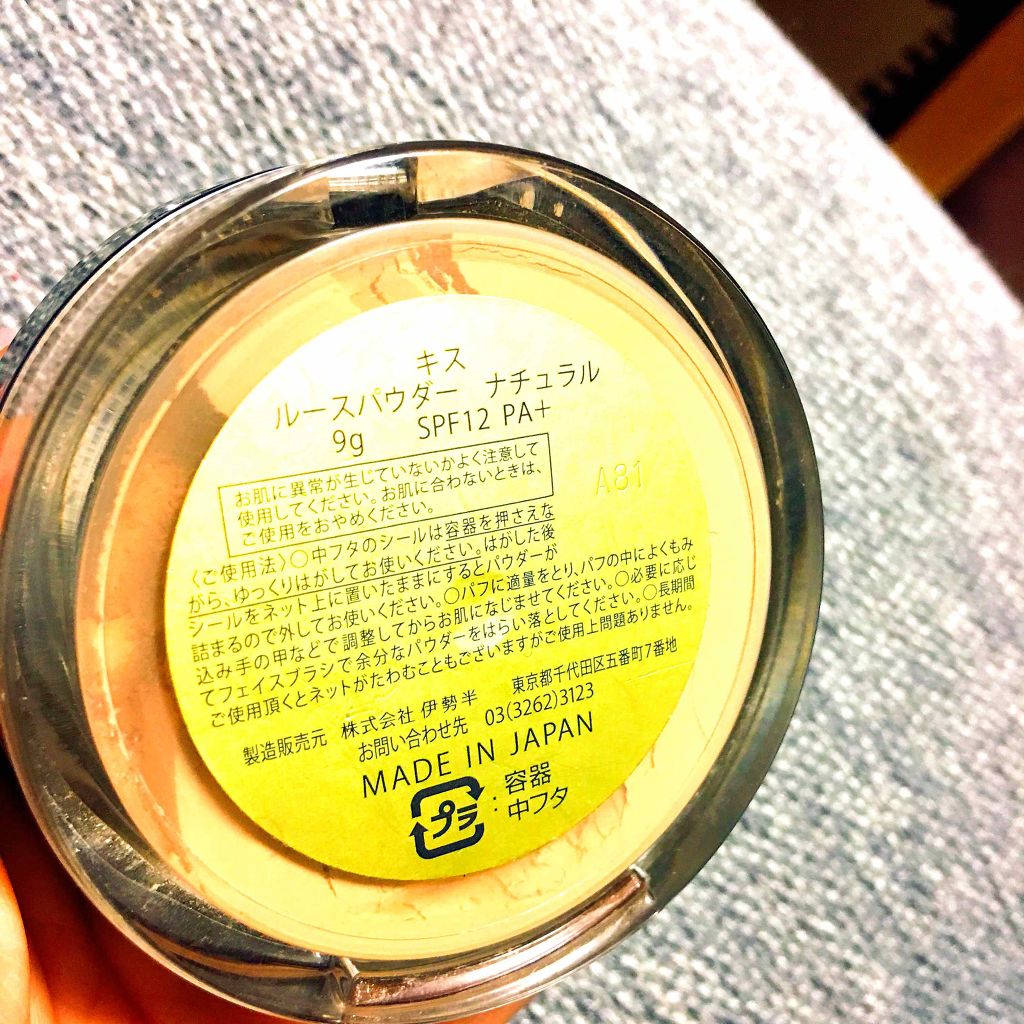 キス
ルースパウダー ナチュラル
9g SPF12 PA+
お肌に異常が生じていないかよく注意して
使用してください。お肌に合わないときは、
ご使用をおやめください。
A81
〈ご使用法〉○中フタのシールは容器を押さえな
がら、ゆっくりはがしてお使いください。はがした後
シールをネット上に置いたままにするとパウダーが
詰まるので外してお使いください。○パフに適量をとり、パフの中によくもみ
込み手の甲などで調整してからお肌になじませてください。○必要に応じ
てフェイスブラシで余分なパウダーをはらい落としてください。○長期間
ご使用頂くとネットがたわむこともございますがご使用上問題ありません。
製造販売元 株式会社 伊勢半 東京都千代田区五番町7番地
お問い合わせ先 03(3262)3123
MADE IN JAPAN
プラ : 容器
中フタ